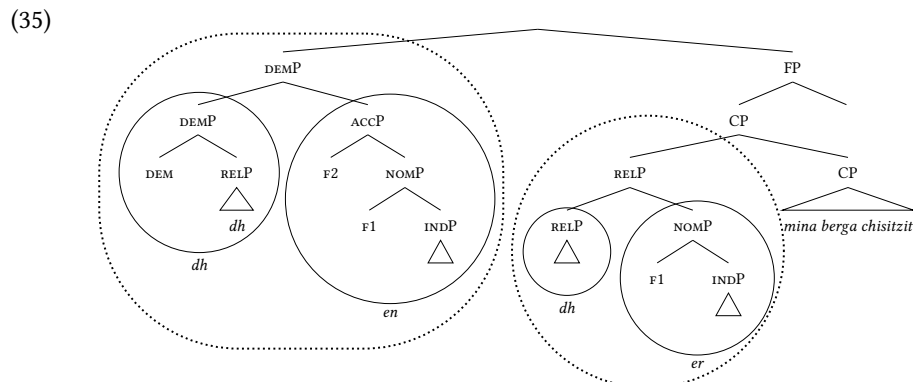 (35)
DEMP FP
DEMP ACCP CP
DEM RELP F2 NOMP RELP CP
dh F1 INDP RELP NOMP mina berga chisitzit
dh F1 INDP
en dh
er